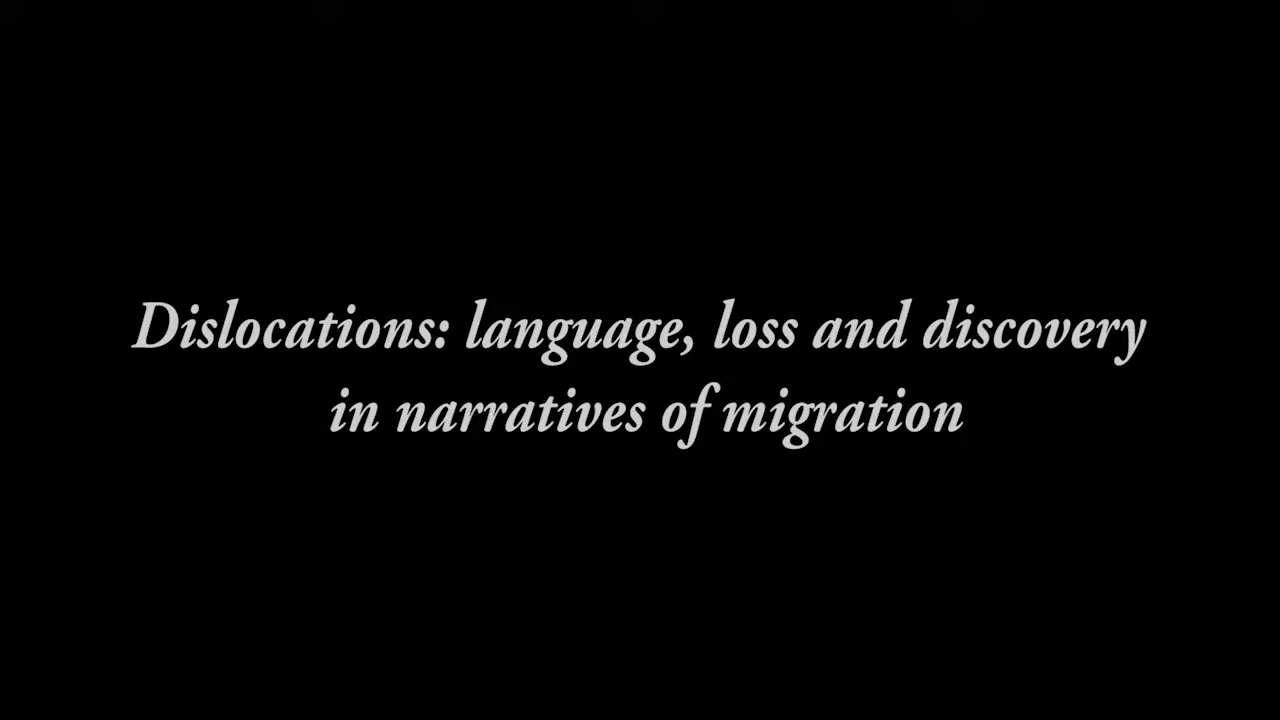 Dislocations: language, loss and discovery
in narratives of migration